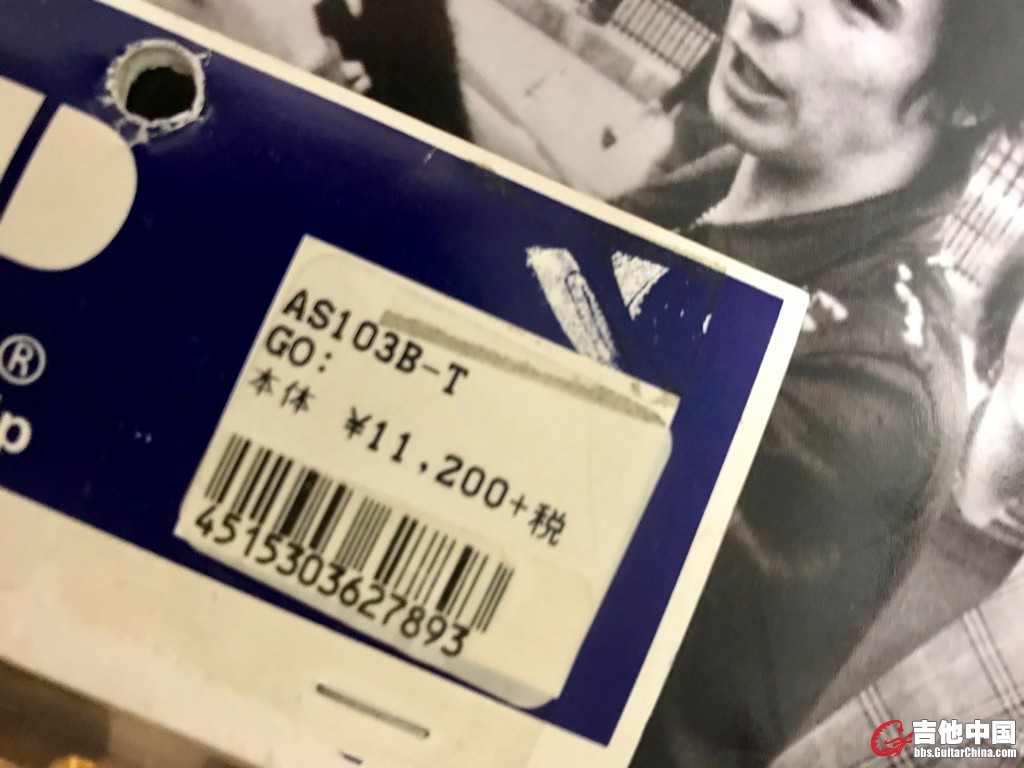 ®
p
AS103B-T
GO:
本体 ¥11,200+税
4515303627893
吉他中国
bbs.GuitarChina.com